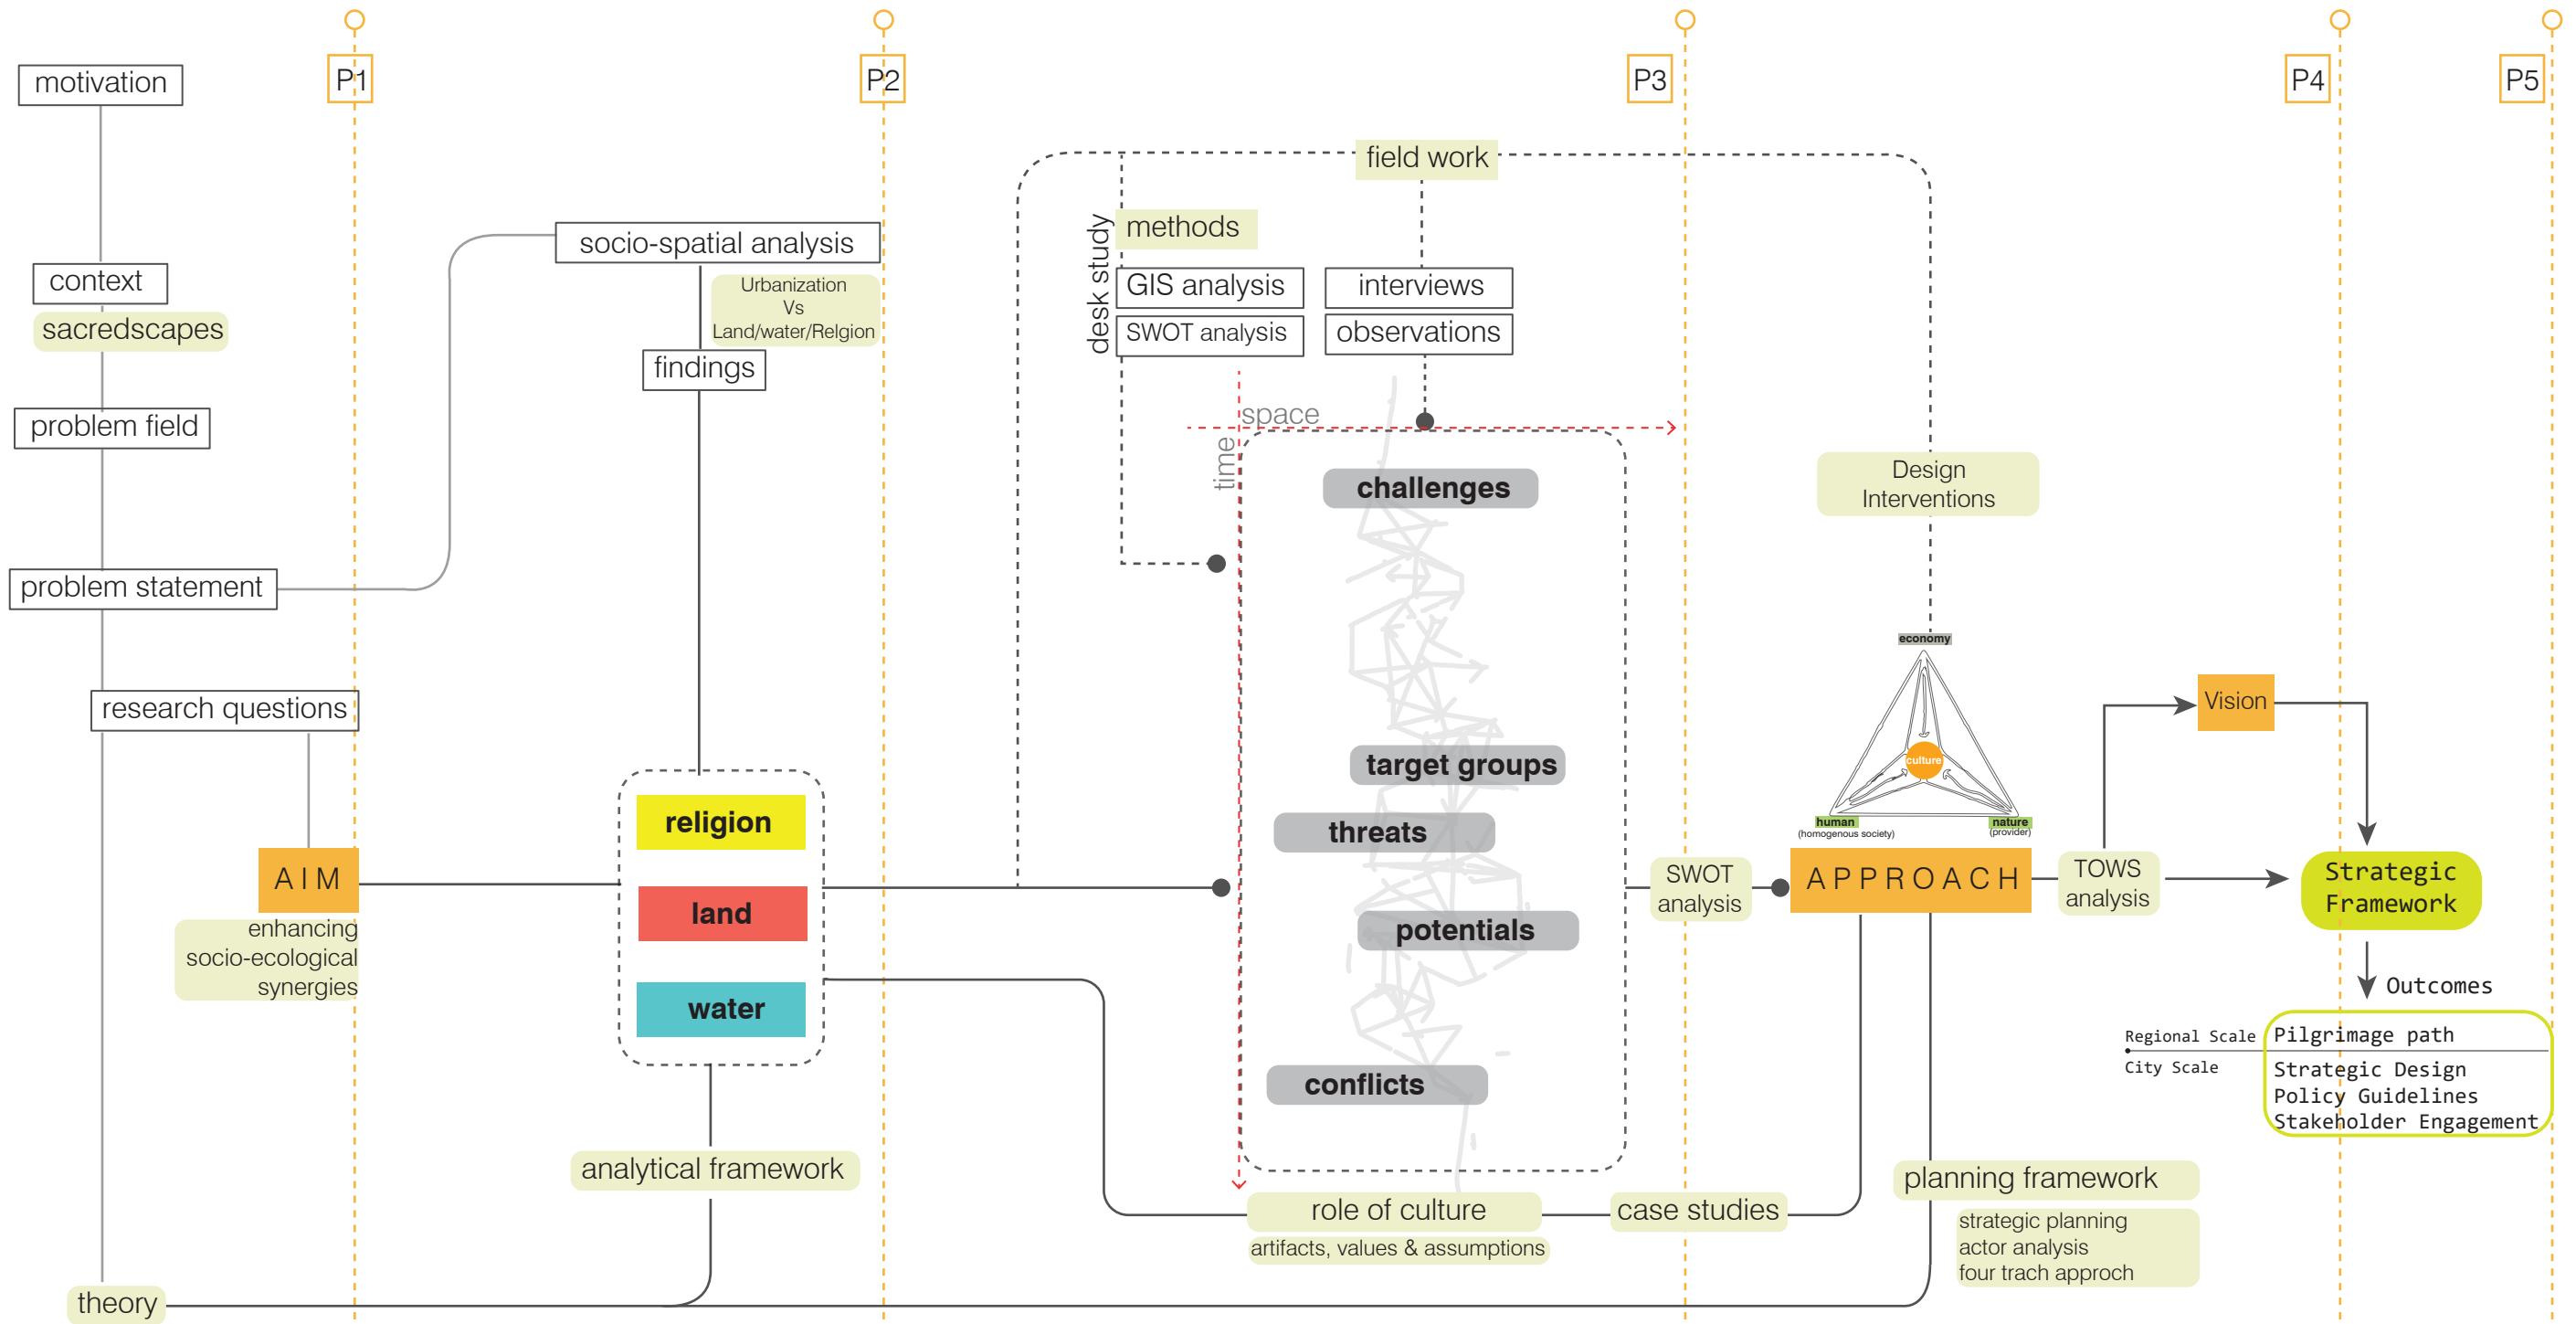 P1
P2
P3
P4
P5
motivation
context
sacredscapes
problem field
problem statement
research questions
A I M
enhancing
socio-ecological
synergies
theory
socio-spatial analysis
Urbanization
Vs
Land/water/Relgion
findings
religion
land
water
analytical framework
field work
desk study
methods
GIS analysis
SWOT analysis
interviews
observations
space
time
challenges
target groups
threats
potentials
conflicts
role of culture
artifacts, values & assumptions
case studies
SWOT
analysis
Design
Interventions
economy
culture
human
(homogenous society)
nature
(provider)
A P P R O A C H
planning framework
strategic planning
actor analysis
four trach approch
TOWS
analysis
Vision
Strategic
Framework
Outcomes
Regional Scale
Pilgrimage path
City Scale
Strategic Design
Policy Guidelines
Stakeholder Engagement